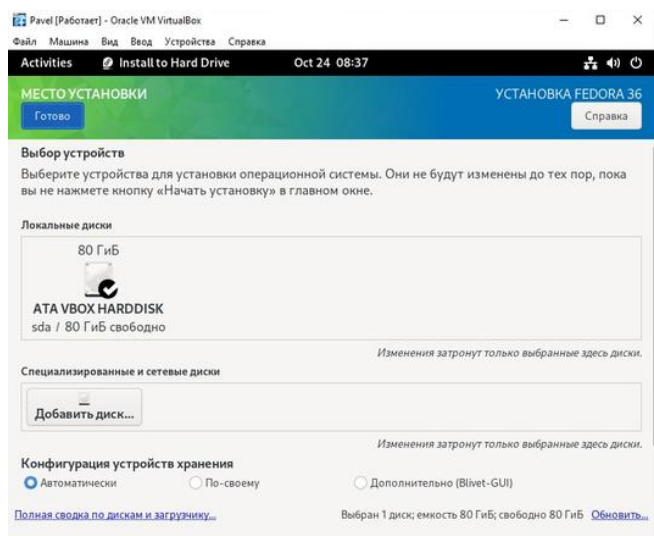 Pavel [Работает] - Oracle VM VirtualBox
Файл Машина Вид Ввод Устройства Справка
Activities Install to Hard Drive Oct 24 08:37
МЕСТО УСТАНОВКИ
УСТАНОВКА FEDORA 36
Готово
Справка
Выбор устройств
Выберите устройства для установки операционной системы. Они не будут изменены до тех пор, пока
вы не нажмете кнопку «Начать установку» в главном окне.
Локальные диски
80 ГиБ
ATA VBOX HARDDISK
sda / 80 ГиБ свободно
Изменения затронут только выбранные здесь диски.
Специализированные и сетевые диски
Добавить диск...
Изменения затронут только выбранные здесь диски.
Конфигурация устройств хранения
Автоматически По-своему Дополнительно (Blivet-GUI)
Полная сводка по дискам и загрузчику... Выбран 1 диск; емкость 80 ГиБ; свободно 80 ГиБ Обновить...